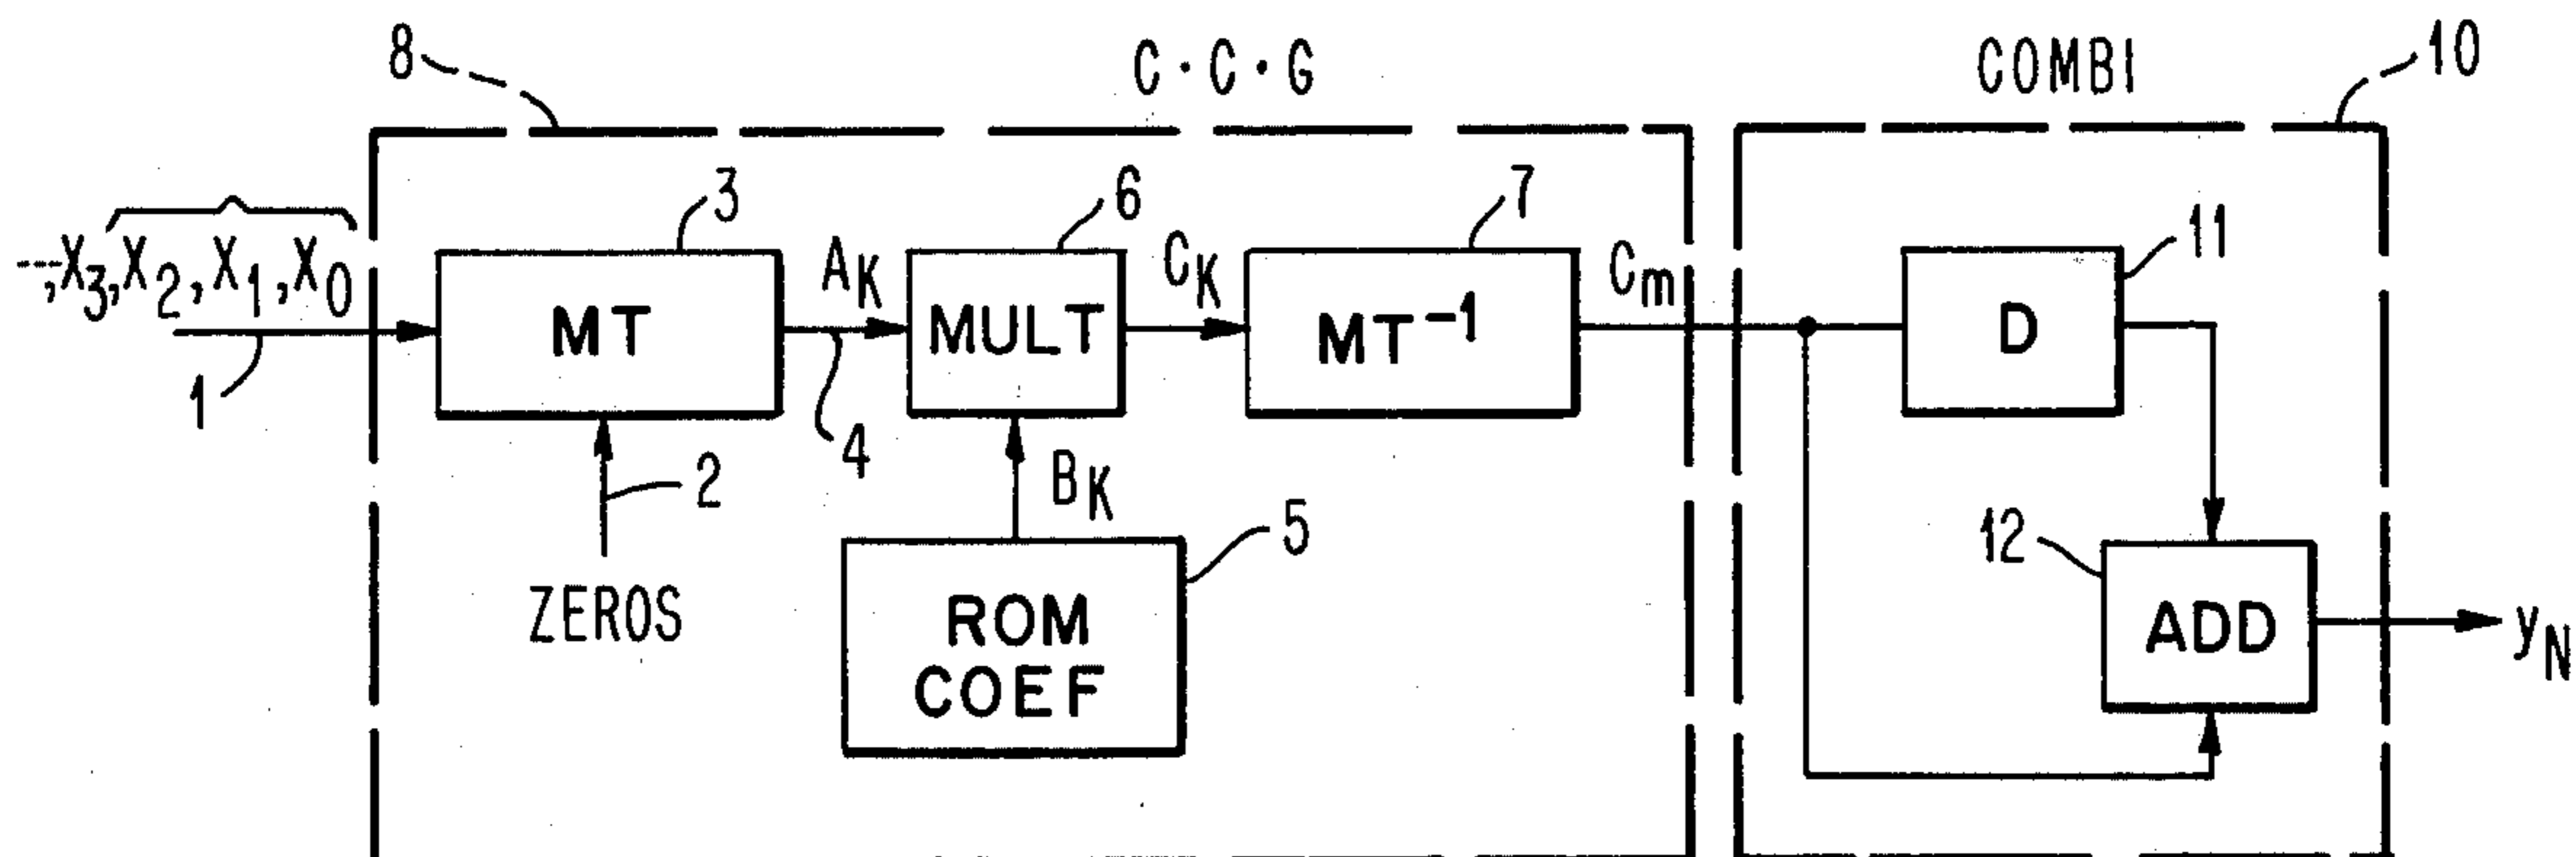 8
C·C·G
COMBI
10
--,X3,X2,X1,X0
1
3
MT
AK
4
6
MULT
CK
7
MT-1
Cm
11
D
2
ZEROS
BK
5
ROM
COEF
12
ADD
yN